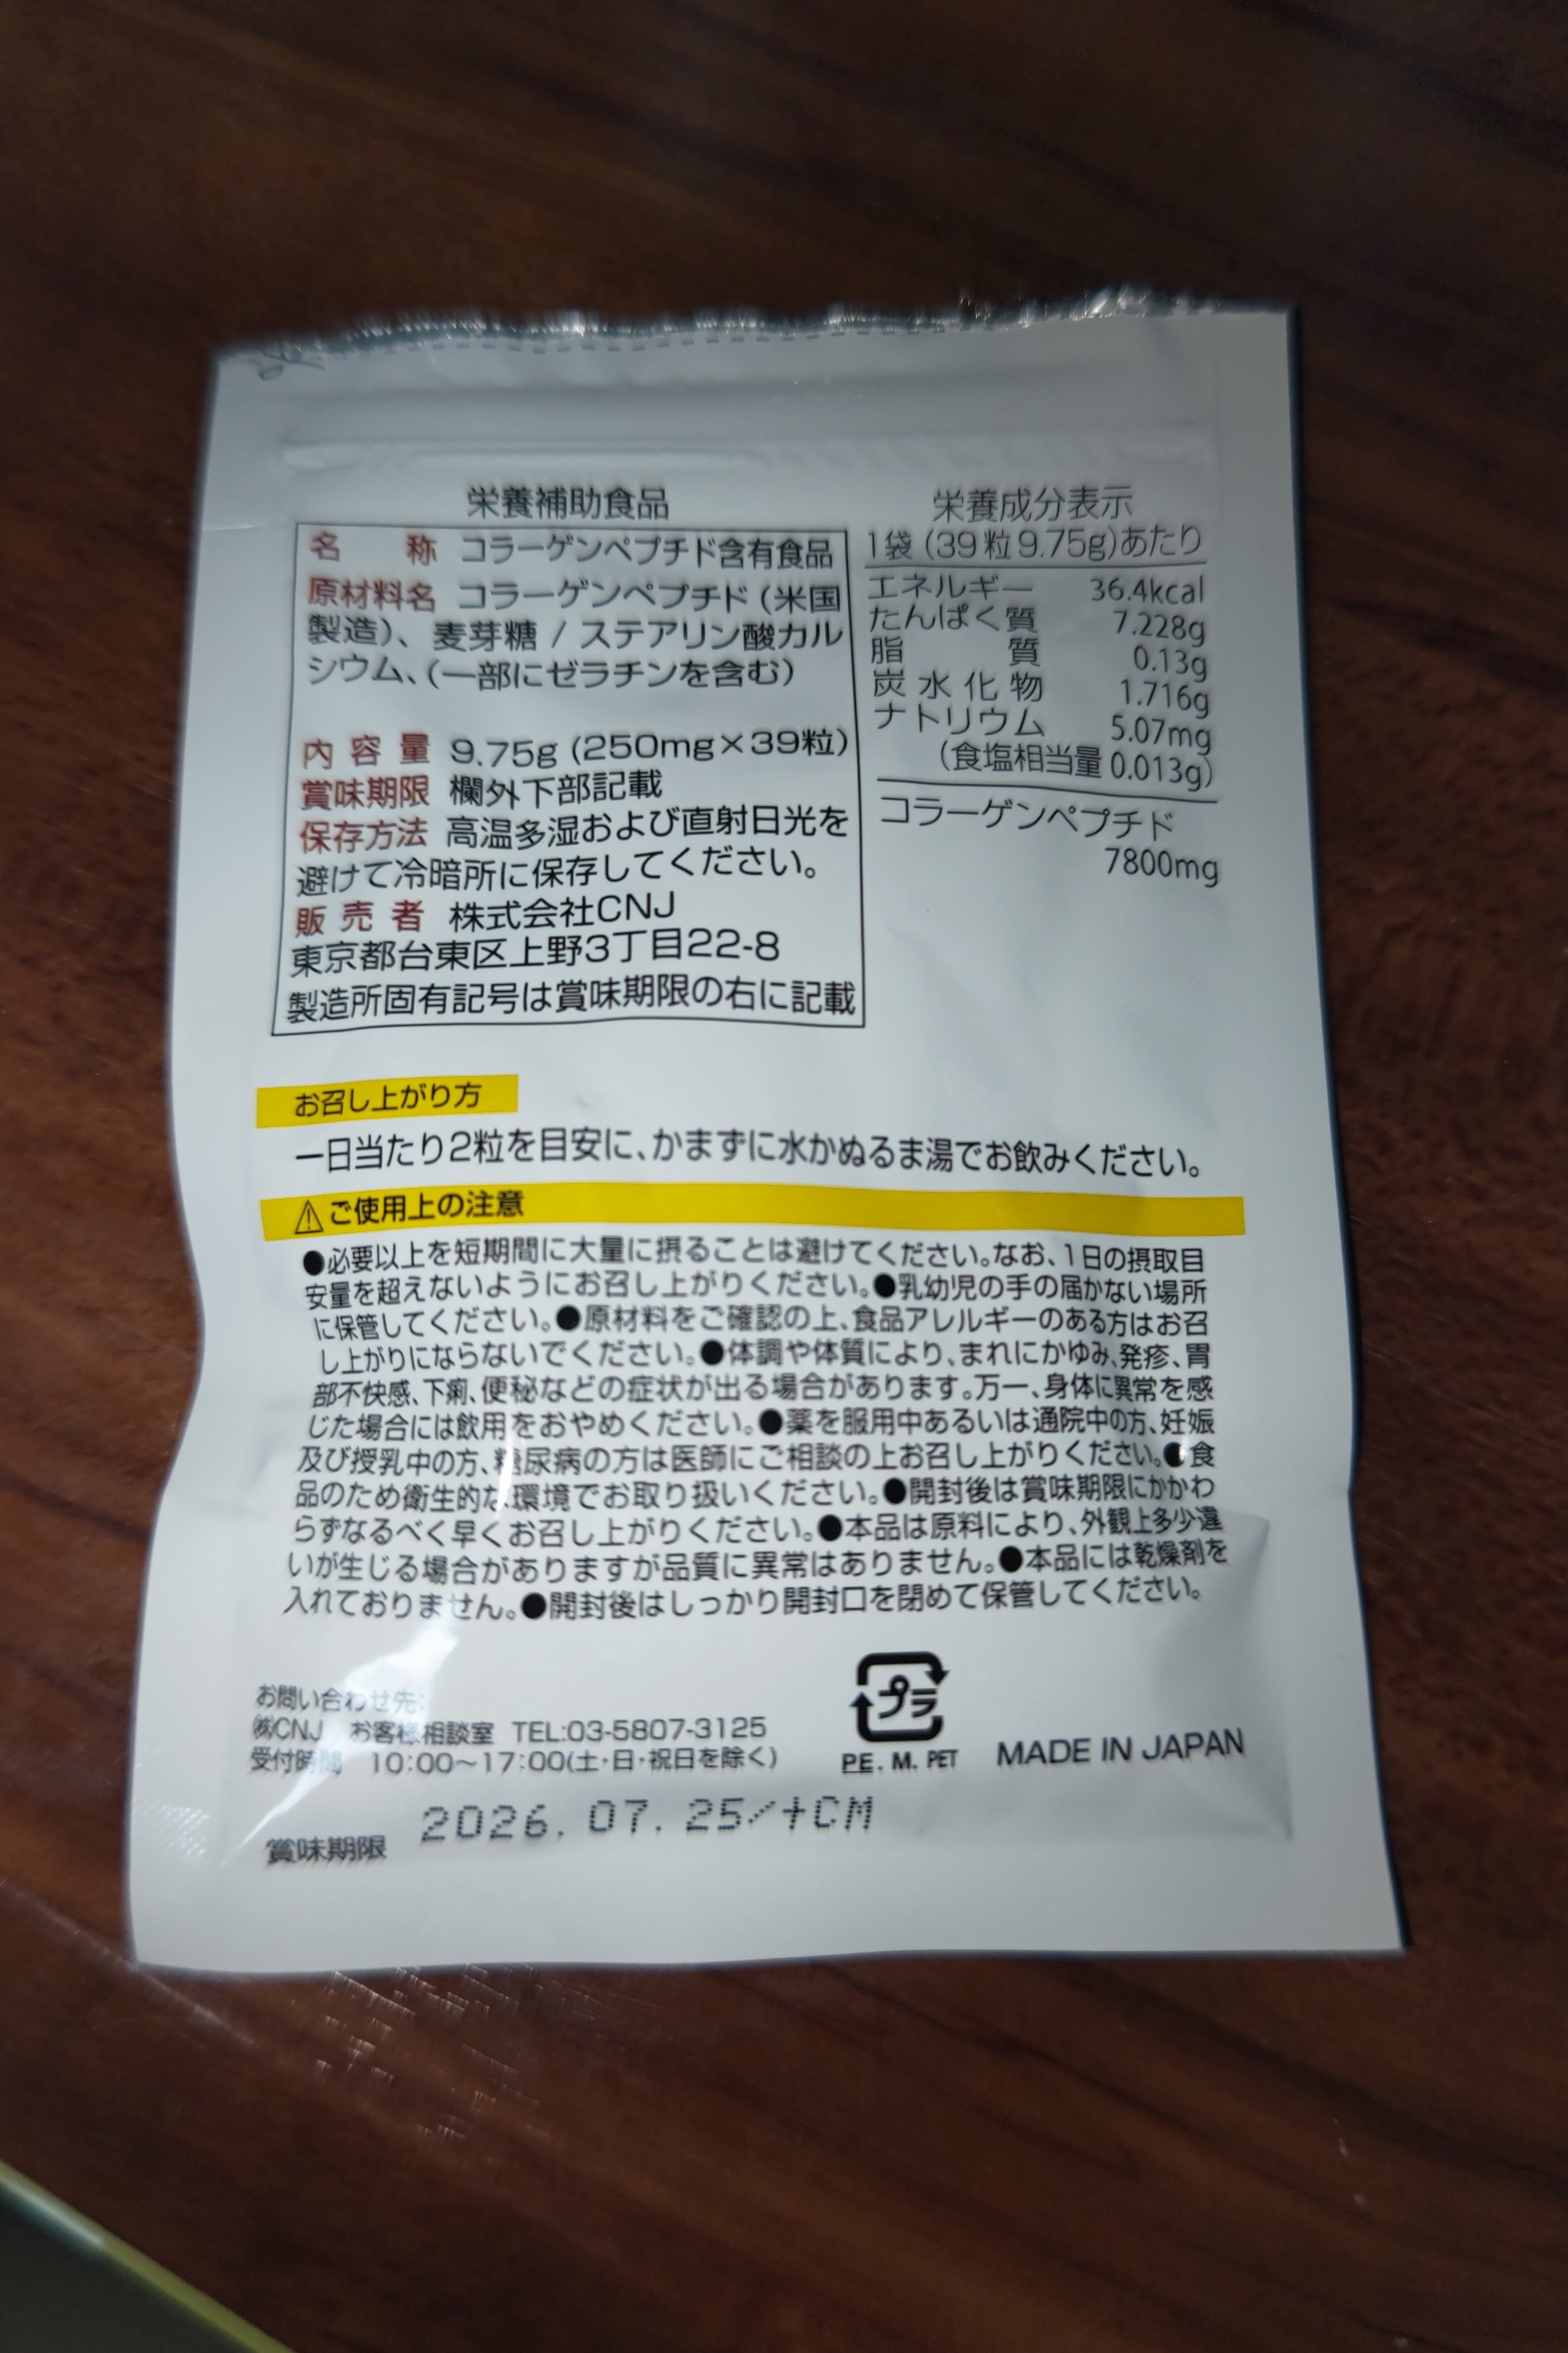 栄養補助食品
名 称 コラーゲンペプチド含有食品
原材料名 コラーゲンペプチド(米国
製造)、麦芽糖 / ステアリン酸カル
シウム、(一部にゼラチンを含む)
内容量 9.75g (250mg×39粒)
賞味期限 欄外下部記載
保存方法 高温多湿および直射日光を
避けて冷暗所に保存してください。
販売者 株式会社CNJ
東京都台東区上野3丁目22-8
製造所固有記号は賞味期限の右に記載
栄養成分表示
1袋 (39粒9.75g)あたり
エネルギー 36.4kcal
たんぱく質 7.228g
脂 質 0.13g
炭水化物 1.716g
ナトリウム 5.07mg
(食塩相当量 0.013g)
コラーゲンペプチド
7800mg
お召し上がり方
一日当たり2粒を目安に、かまずに水かぬるま湯でお飲みください。
⚠ご使用上の注意
●必要以上を短期間に大量に摂ることは避けてください。なお、1日の摂取目
安量を超えないようにお召し上がりください。●乳幼児の手の届かない場所
に保管してください。●原材料をご確認の上、食品アレルギーのある方はお召
し上がりにならないでください。●体調や体質により、まれにかゆみ、発疹、胃
部不快感、下痢、便秘などの症状が出る場合があります。万一、身体に異常を感
じた場合には飲用をおやめください。●薬を服用中あるいは通院中の方、妊娠
及び授乳中の方、糖尿病の方は医師にご相談の上お召し上がりください。●食
品のため衛生的な環境でお取り扱いください。●開封後は賞味期限にかかわ
らずなるべく早くお召し上がりください。●本品は原料により、外観上多少違
いが生じる場合がありますが品質に異常はありません。●本品には乾燥剤を
入れておりません。●開封後はしっかり開封口を閉めて保管してください。
お問い合わせ先:
㈱CNJ お客様相談室 TEL:03-5807-3125
受付時間 10:00〜17:00(土・日・祝日を除く)
プラ
PE. M. PET
MADE IN JAPAN
賞味期限 2026. 07. 25/+CM